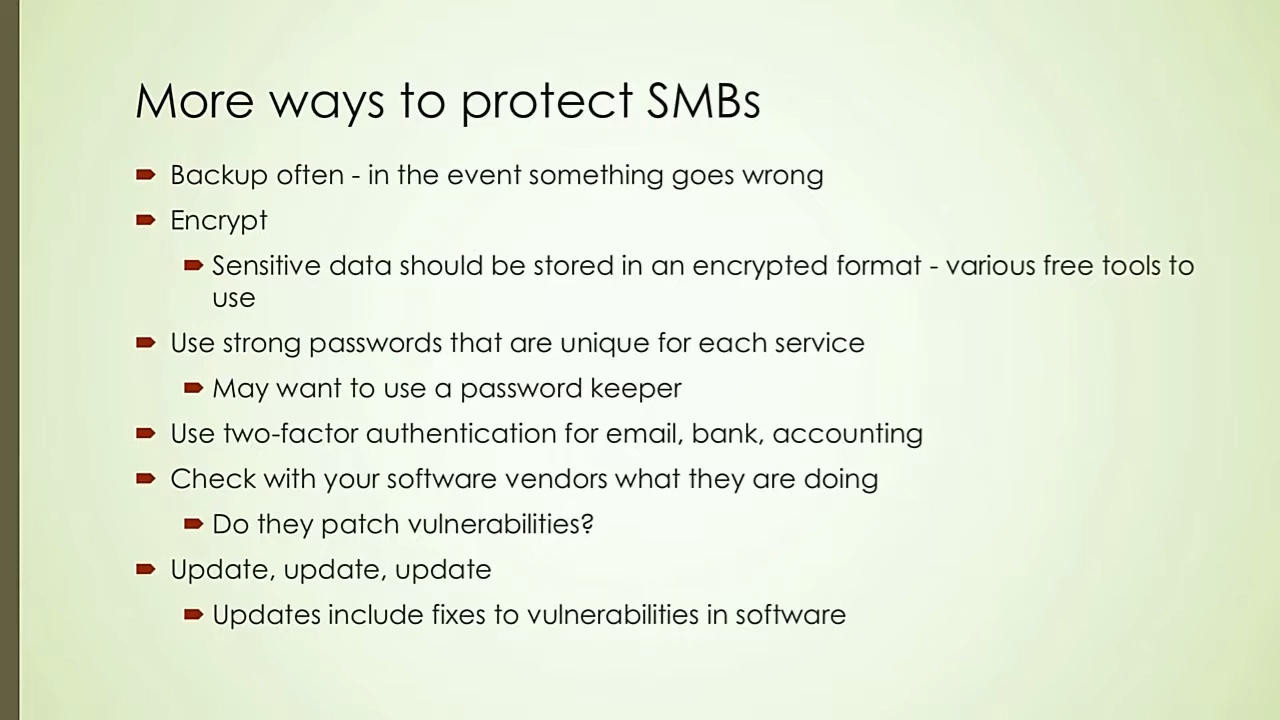 More ways to protect SMBs
Backup often - in the event something goes wrong
Encrypt
Sensitive data should be stored in an encrypted format - various free tools to
use
Use strong passwords that are unique for each service
May want to use a password keeper
Use two-factor authentication for email, bank, accounting
Check with your software vendors what they are doing
Do they patch vulnerabilities?
Update, update, update
Updates include fixes to vulnerabilities in software